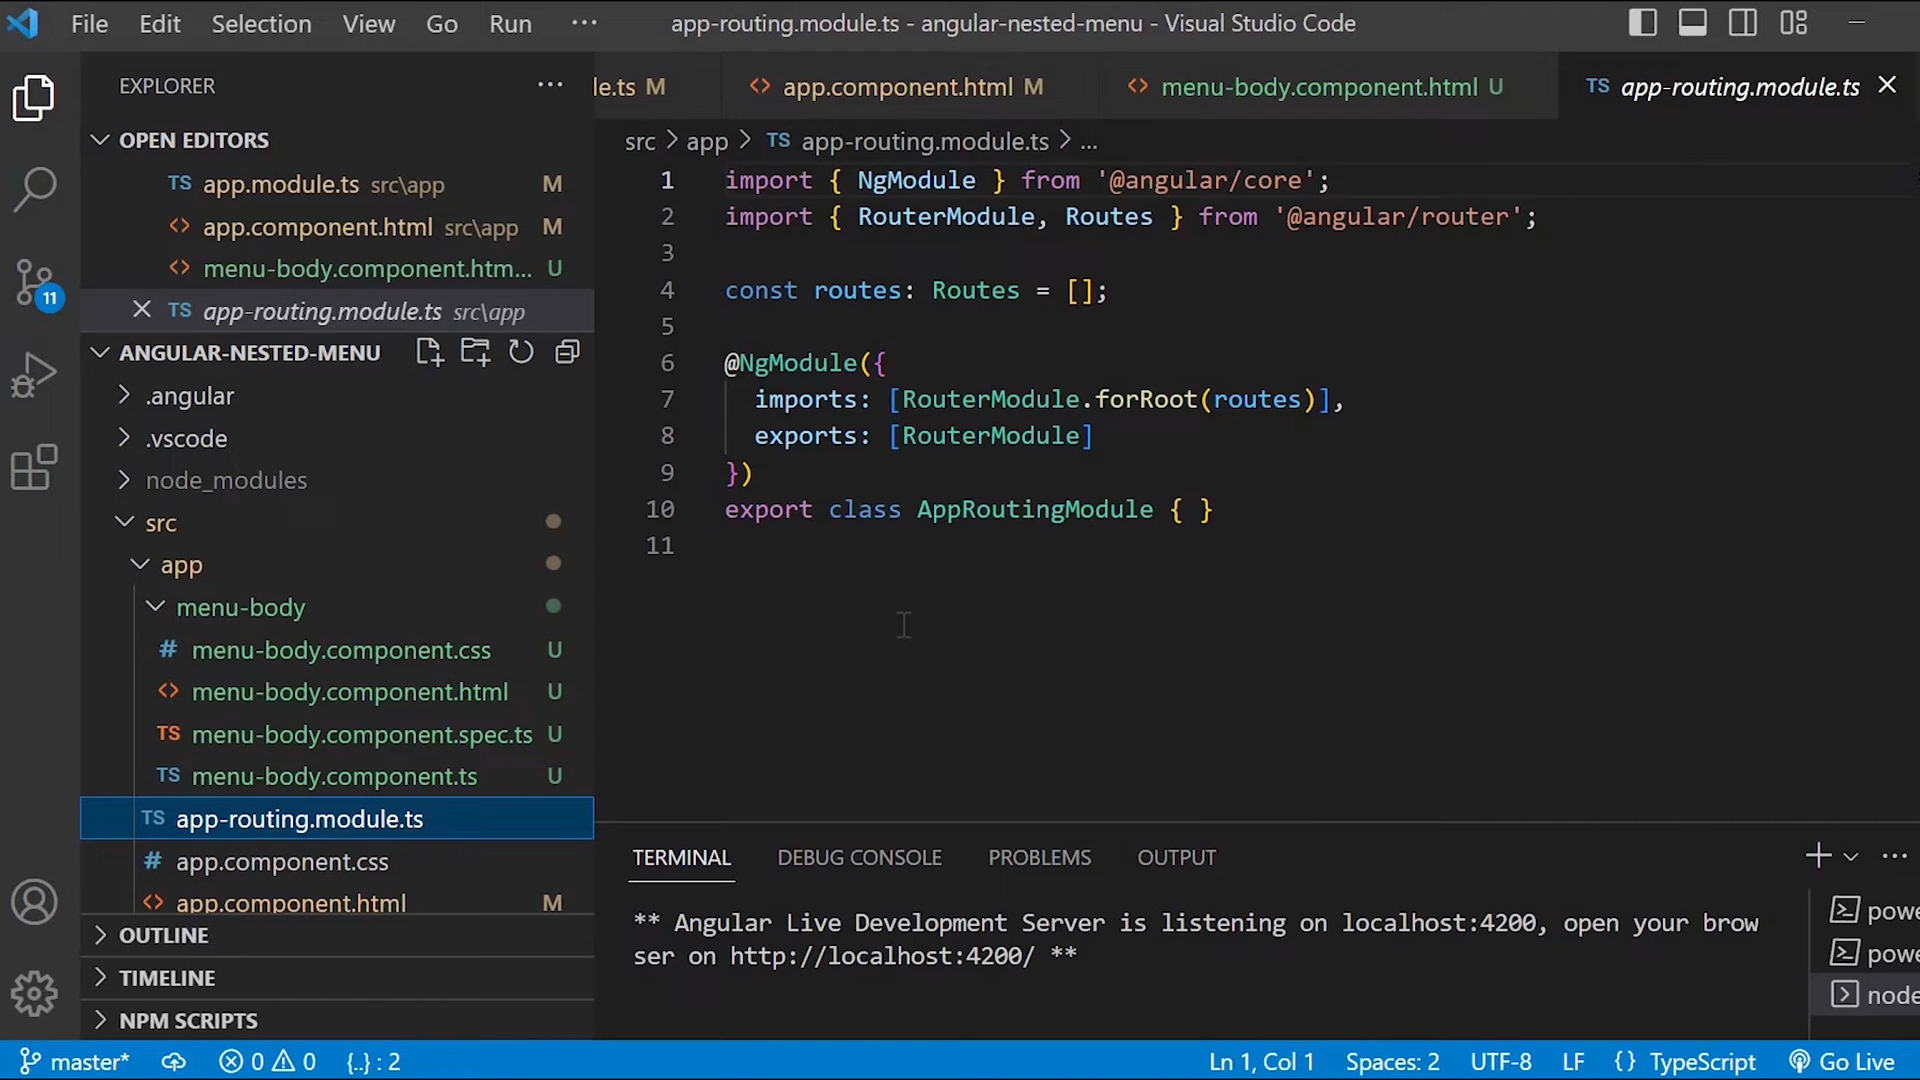 File Edit Selection View Go Run ··· app-routing.module.ts - angular-nested-menu - Visual Studio Code
EXPLORER ···
le.ts M <> app.component.html M <> menu-body.component.html U TS app-routing.module.ts
OPEN EDITORS
TS app.module.ts src\app M
<> app.component.html src\app M
<> menu-body.component.htm... U
TS app-routing.module.ts src\app
ANGULAR-NESTED-MENU
.angular
.vscode
node_modules
src
app
menu-body
# menu-body.component.css U
<> menu-body.component.html U
TS menu-body.component.spec.ts U
TS menu-body.component.ts U
TS app-routing.module.ts
# app.component.css
<> app.component.html M
OUTLINE
TIMELINE
NPM SCRIPTS
11
src > app > TS app-routing.module.ts > ...
1 import { NgModule } from '@angular/core';
2 import { RouterModule, Routes } from '@angular/router';
3
4 const routes: Routes = [];
5
6 @NgModule({
7 imports: [RouterModule.forRoot(routes)],
8 exports: [RouterModule]
9 })
10 export class AppRoutingModule { }
11
TERMINAL DEBUG CONSOLE PROBLEMS OUTPUT
** Angular Live Development Server is listening on localhost:4200, open your brow
ser on http://localhost:4200/ **
powe
powe
node
master* 0 0 {..} : 2 Ln 1, Col 1 Spaces: 2 UTF-8 LF {} TypeScript Go Live